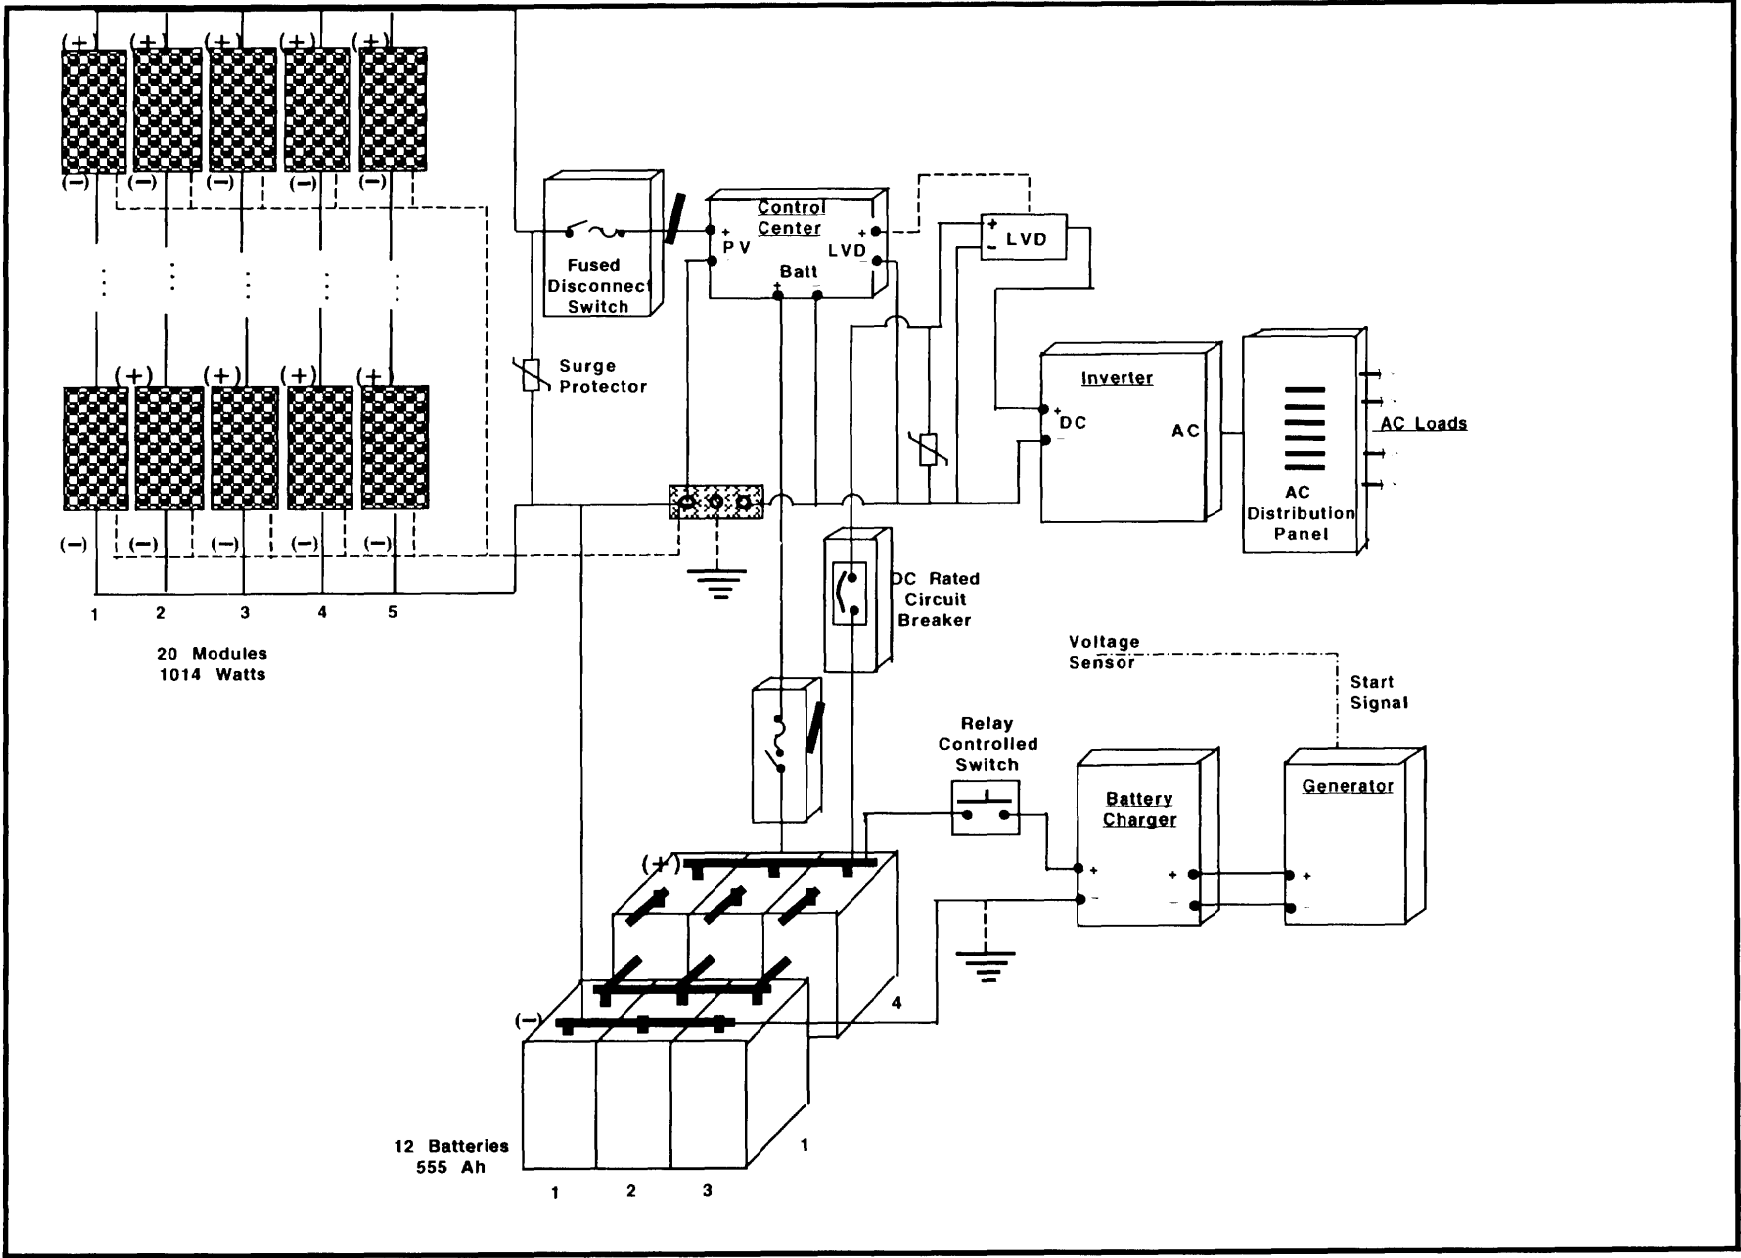 (+) (+) (+) (+) (+)
(−) (−) (−) (−) (−)
(+) (+) (+) (+)
(−) (−) (−) (−) (−)
1 2 3 4 5
20 Modules
1014 Watts
Fused
Disconnect
Switch
Surge
Protector
Control
Center
+
PV
−
+
LVD
−
Batt
+ −
+
LVD
−
Inverter
+
DC
−
AC
AC
Distribution
Panel
AC Loads
DC Rated
Circuit
Breaker
Voltage
Sensor
Start
Signal
Relay
Controlled
Switch
Battery
Charger
+ +
− −
Generator
+
−
(+)
(−)
4
1
12 Batteries
555 Ah
1 2 3